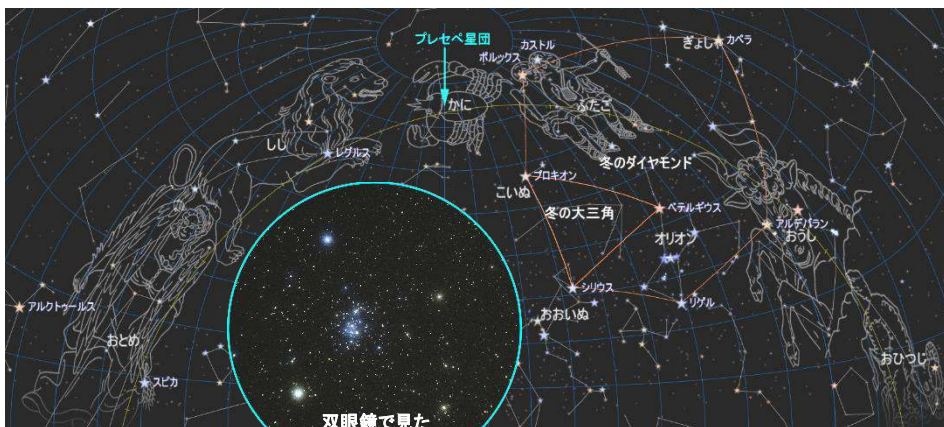 プレセペ星団
カストル
ポルックス
ぎょしゃ
カペラ
かに
ふたご
しし
レグルス
冬のダイヤモンド
プロキオン
こいぬ
冬の大三角
ベテルギウス
アルデバラン
おうし
オリオン
シリウス
リゲル
アルクトゥールス
おおいぬ
おとめ
おひつじ
スピカ
双眼鏡で見た